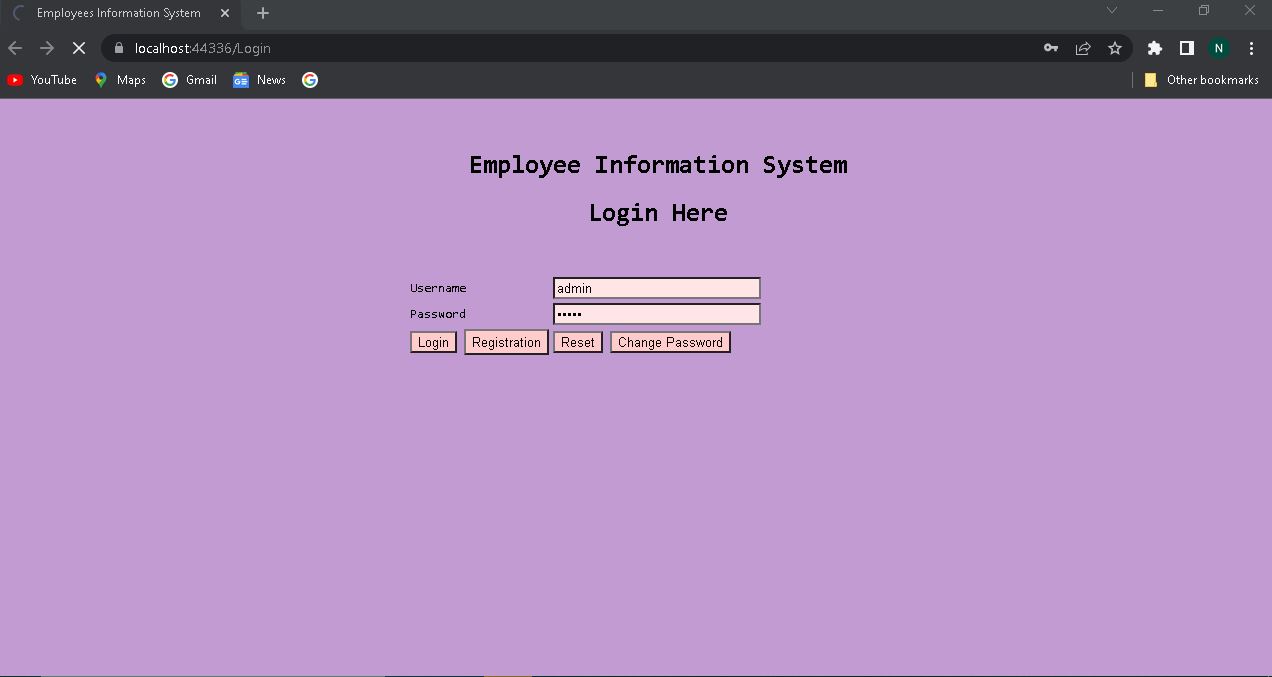 Employees Information System
localhost:44336/Login
N
YouTube Maps Gmail GE News Other bookmarks
Employee Information System
Login Here
Username admin
Password •••••
Login Registration Reset Change Password